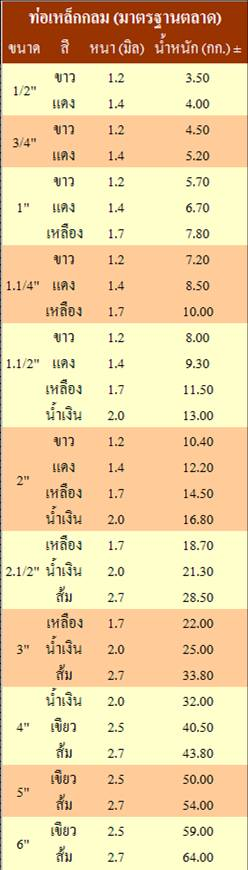 ท่อเหล็กกลม (มาตรฐานตลาด)
ขนาด สี หนา (มิล) น้ำหนัก (กก.) ±
1/2" ขาว 1.2 3.50
แดง 1.4 4.00
3/4" ขาว 1.2 4.50
แดง 1.4 5.20
1" ขาว 1.2 5.70
แดง 1.4 6.70
เหลือง 1.7 7.80
1.1/4" ขาว 1.2 7.20
แดง 1.4 8.50
เหลือง 1.7 10.00
1.1/2" ขาว 1.2 8.00
แดง 1.4 9.30
เหลือง 1.7 11.50
น้ำเงิน 2.0 13.00
2" ขาว 1.2 10.40
แดง 1.4 12.20
เหลือง 1.7 14.50
น้ำเงิน 2.0 16.80
2.1/2" เหลือง 1.7 18.70
น้ำเงิน 2.0 21.30
ส้ม 2.7 28.50
3" เหลือง 1.7 22.00
น้ำเงิน 2.0 25.00
ส้ม 2.7 33.80
4" น้ำเงิน 2.0 32.00
เขียว 2.5 40.50
ส้ม 2.7 43.80
5" เขียว 2.5 50.00
ส้ม 2.7 54.00
6" เขียว 2.5 59.00
ส้ม 2.7 64.00